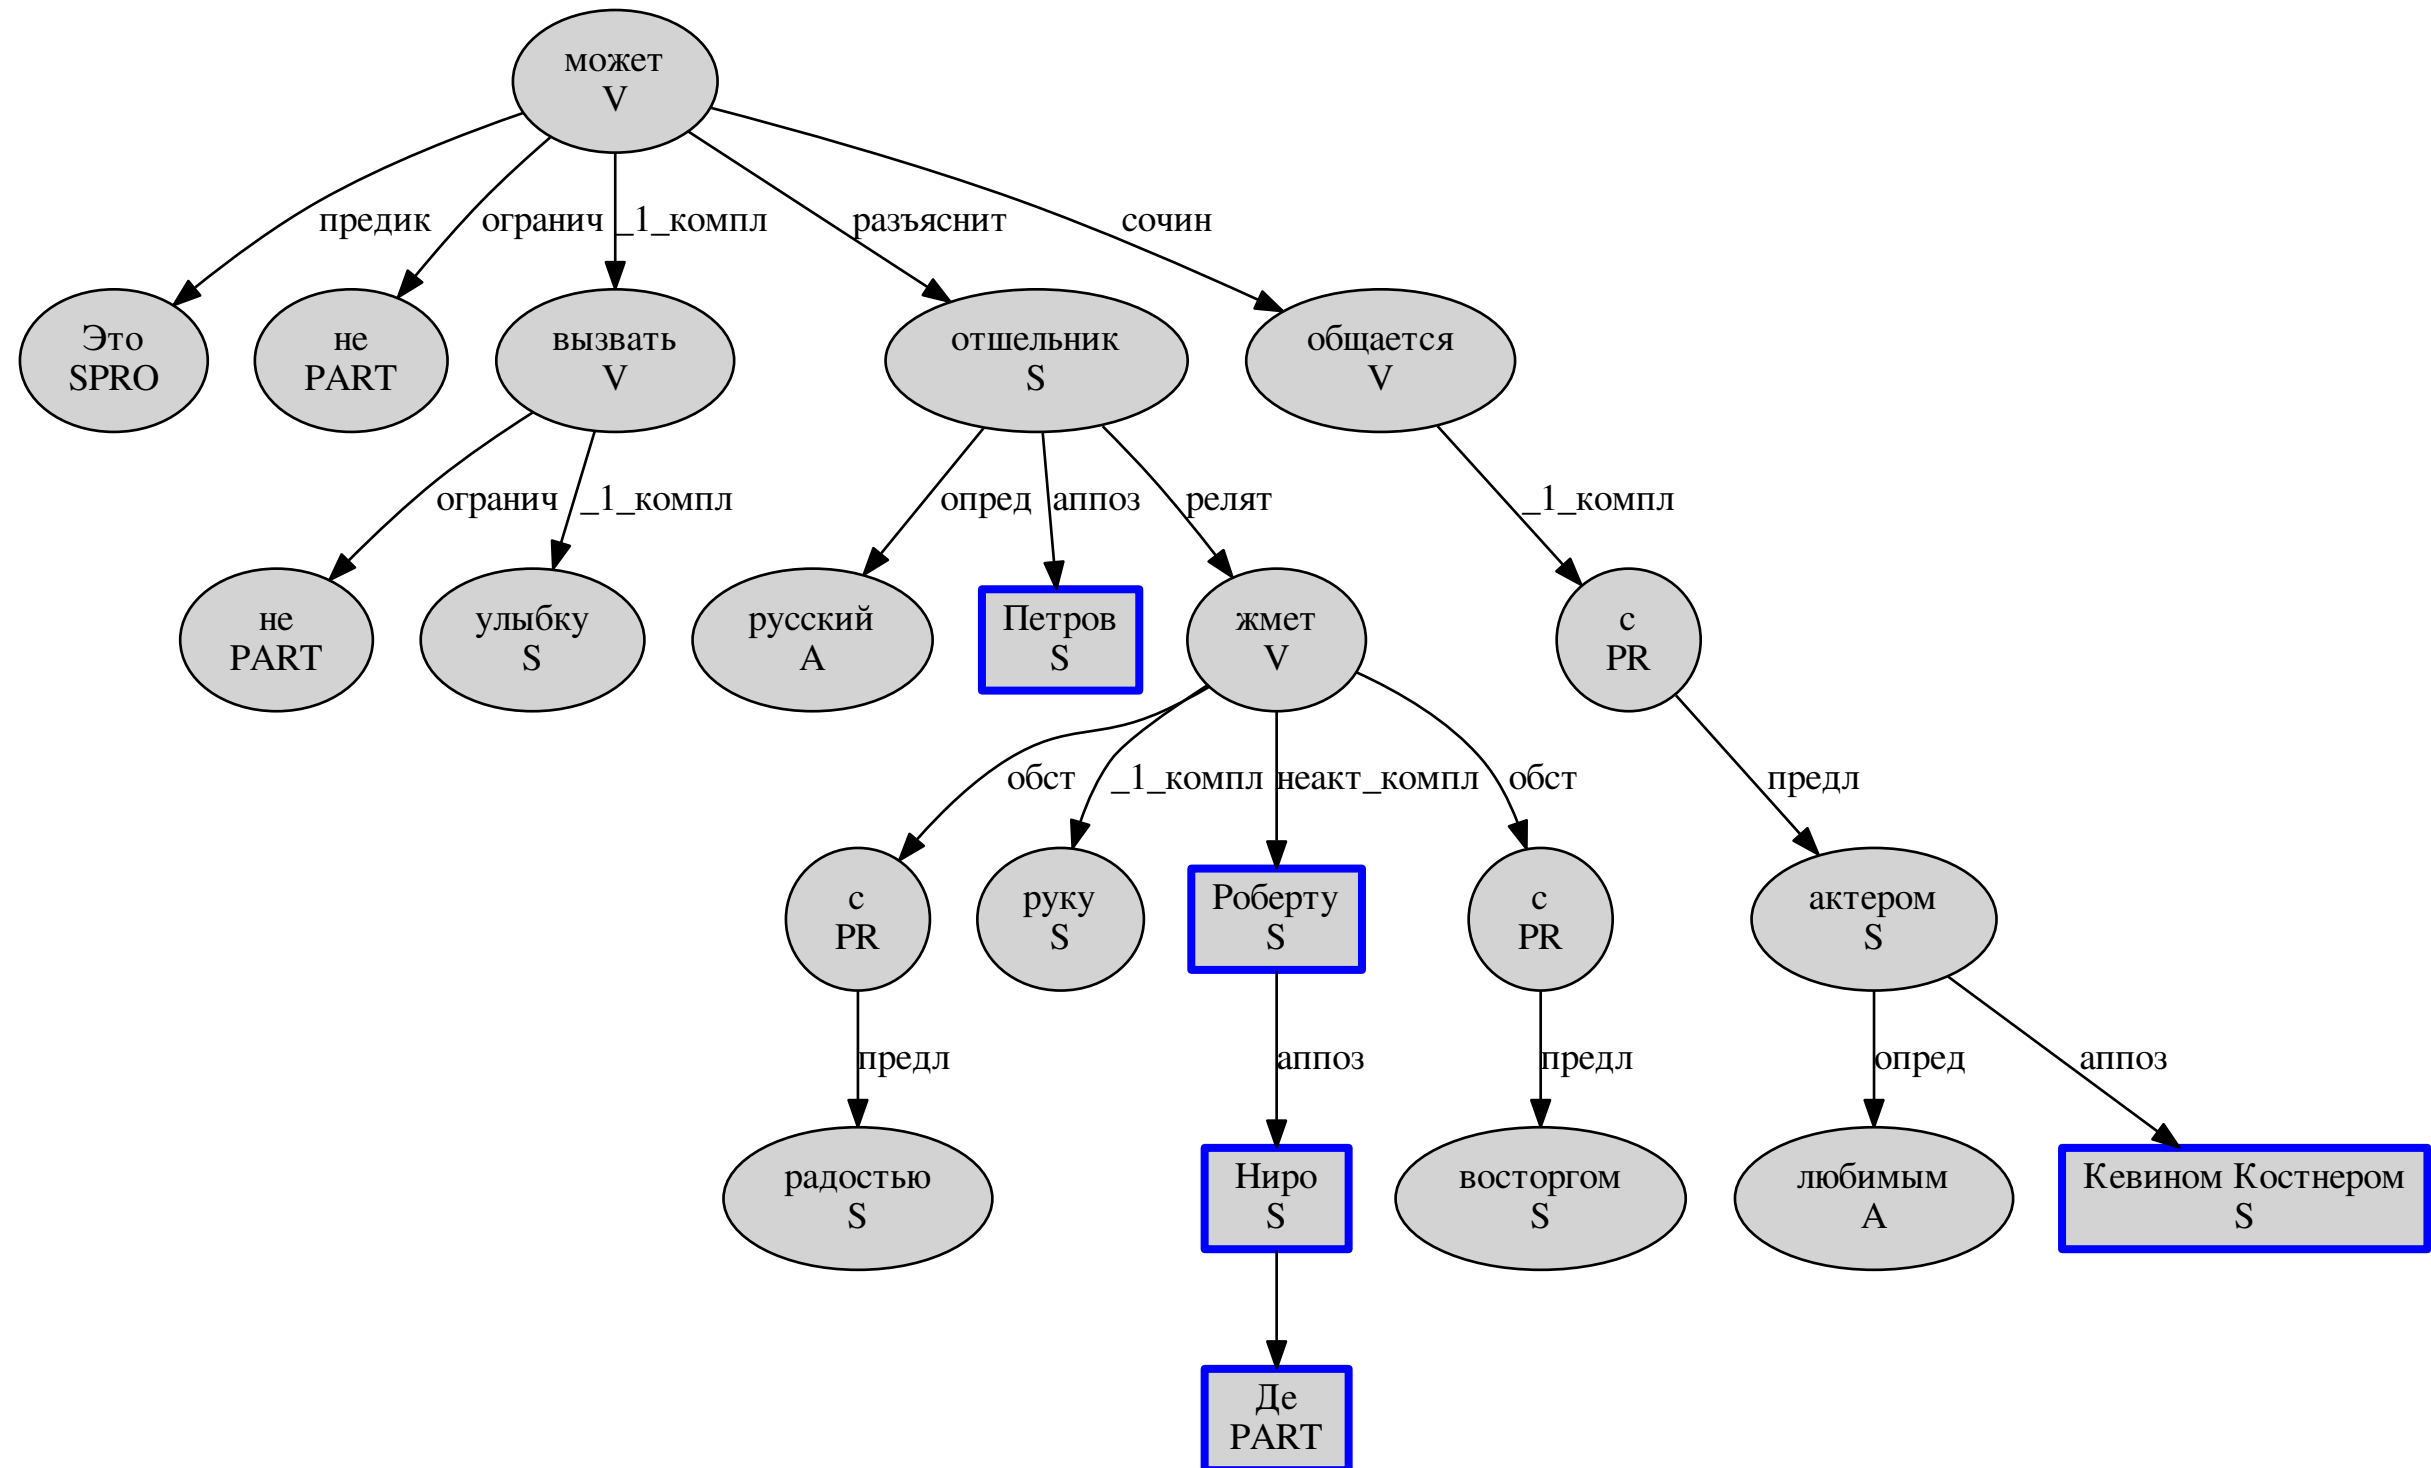 может
V
предик
огранич
_1_компл
разъяснит
сочин
Это
SPRO
не
PART
вызвать
V
отшельник
S
общается
V
огранич
_1_компл
опред
аппоз
релят
_1_компл
не
PART
улыбку
S
русский
A
Петров
S
жмет
V
с
PR
обст
_1_компл
неакт_компл
обст
предл
с
PR
руку
S
Роберту
S
с
PR
актером
S
предл
аппоз
предл
опред
аппоз
радостью
S
Ниро
S
восторгом
S
любимым
A
Кевином Костнером
S
Де
PART